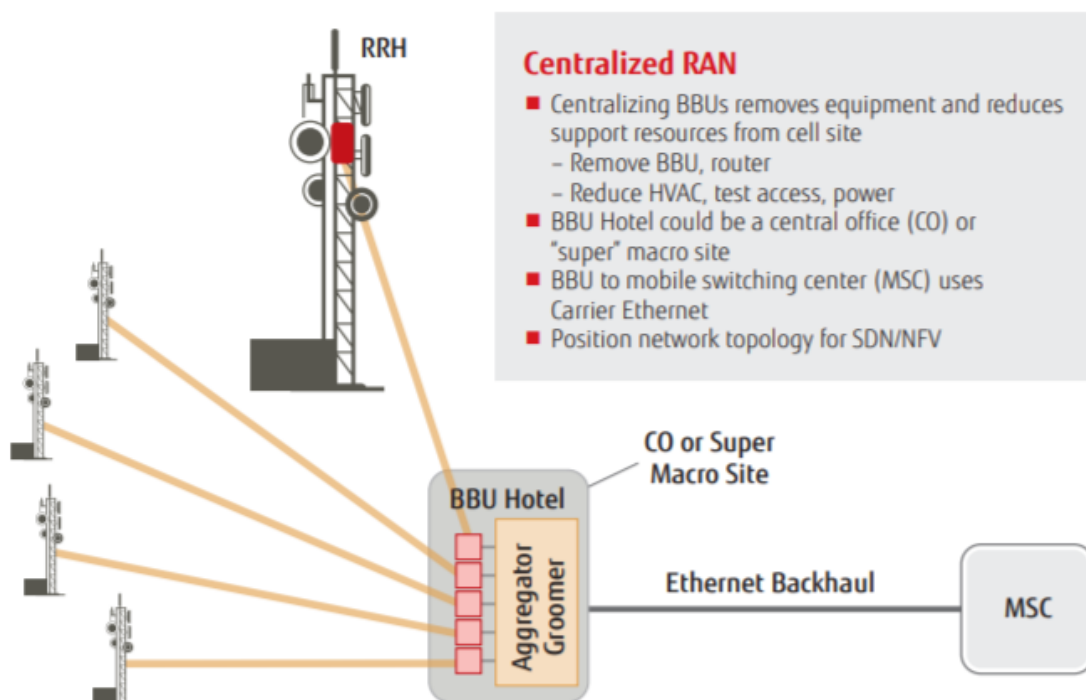 RRH
Centralized RAN
■ Centralizing BBUs removes equipment and reduces
support resources from cell site
– Remove BBU, router
– Reduce HVAC, test access, power
■ BBU Hotel could be a central office (CO) or
"super" macro site
■ BBU to mobile switching center (MSC) uses
Carrier Ethernet
■ Position network topology for SDN/NFV
CO or Super
Macro Site
BBU Hotel
Aggregator
Groomer
Ethernet Backhaul
MSC